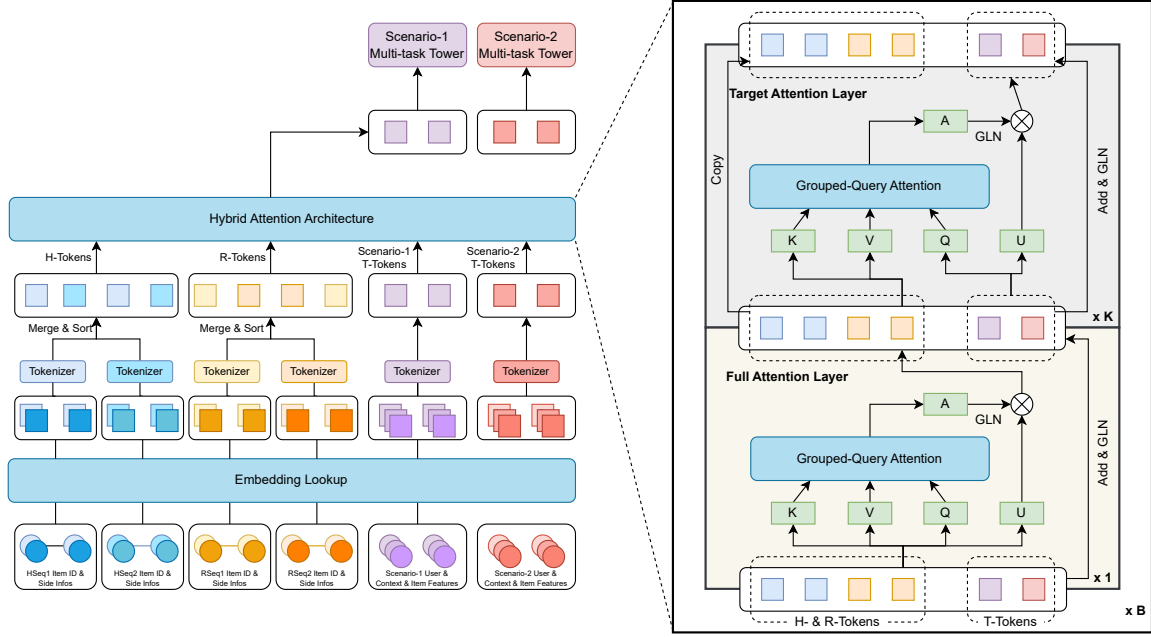 Scenario-1
Multi-task Tower
Scenario-2
Multi-task Tower
Hybrid Attention Architecture
H-Tokens
R-Tokens
Scenario-1
T-Tokens
Scenario-2
T-Tokens
Merge & Sort
Merge & Sort
Tokenizer
Tokenizer
Tokenizer
Tokenizer
Tokenizer
Tokenizer
Embedding Lookup
HSeq1 Item ID &
Side Infos
HSeq2 Item ID &
Side Infos
RSeq1 Item ID &
Side Infos
RSeq2 Item ID &
Side Infos
Scenario-1 User &
Context & Item Features
Scenario-2 User &
Context & Item Features
Target Attention Layer
A
GLN
Copy
Grouped-Query Attention
Add & GLN
K
V
Q
U
x K
Full Attention Layer
A
GLN
Grouped-Query Attention
Add & GLN
K
V
Q
U
x 1
H- & R-Tokens
T-Tokens
x B